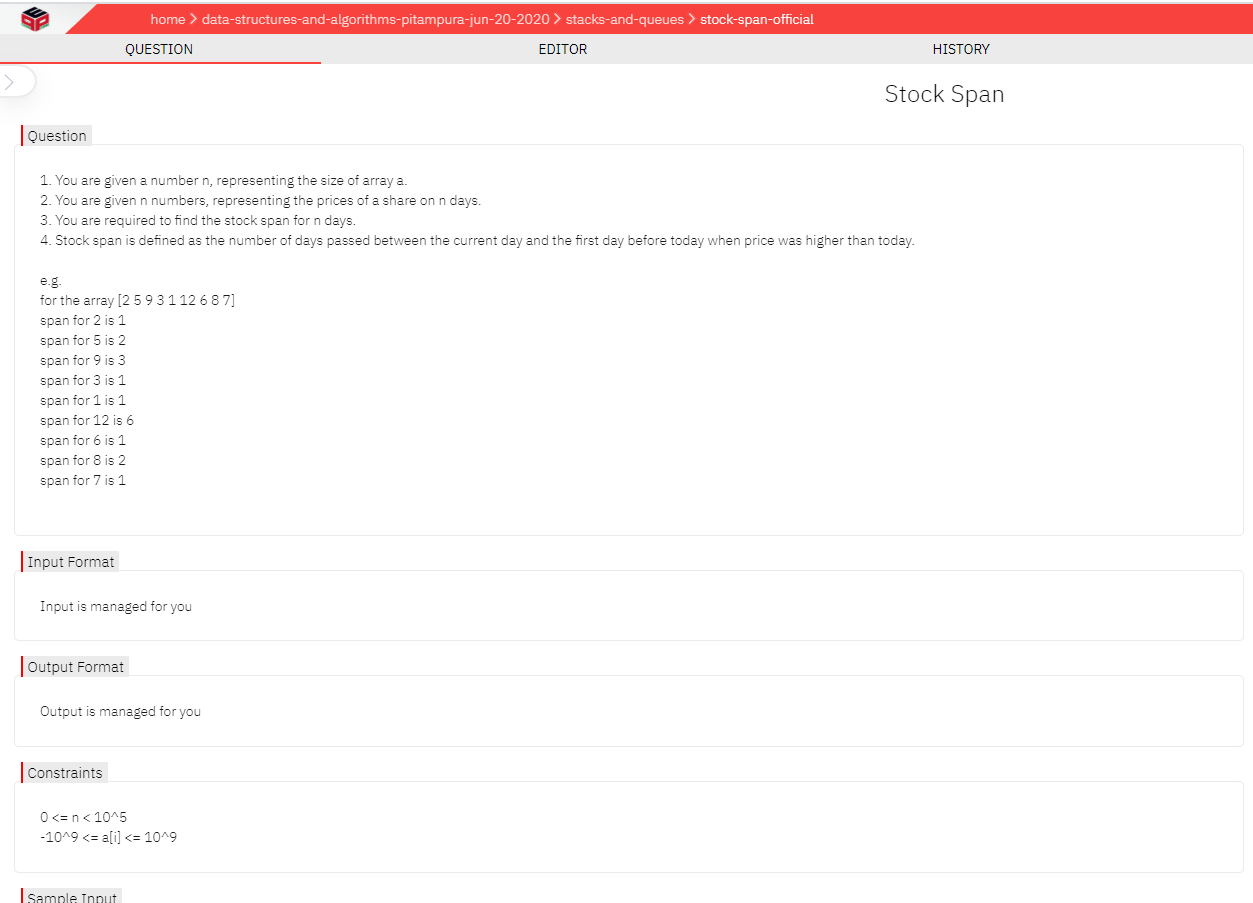 home > data-structures-and-algorithms-pitampura-jun-20-2020 > stacks-and-queues > stock-span-official
QUESTION EDITOR HISTORY
Stock Span
Question
1. You are given a number n, representing the size of array a.
2. You are given n numbers, representing the prices of a share on n days.
3. You are required to find the stock span for n days.
4. Stock span is defined as the number of days passed between the current day and the first day before today when price was higher than today.
e.g.
for the array [2 5 9 3 1 12 6 8 7]
span for 2 is 1
span for 5 is 2
span for 9 is 3
span for 3 is 1
span for 1 is 1
span for 12 is 6
span for 6 is 1
span for 8 is 2
span for 7 is 1
Input Format
Input is managed for you
Output Format
Output is managed for you
Constraints
0 <= n < 10^5
-10^9 <= a[i] <= 10^9
Sample Input